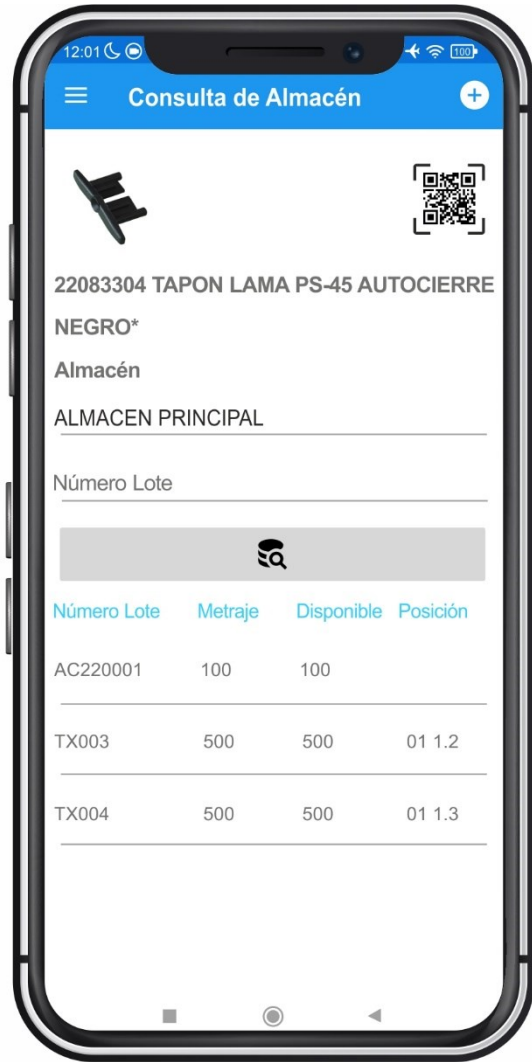 12:01 100
Consulta de Almacén
22083304 TAPON LAMA PS-45 AUTOCIERRE
NEGRO*
Almacén
ALMACEN PRINCIPAL
Número Lote
Número Lote Metraje Disponible Posición
AC220001 100 100
TX003 500 500 01 1.2
TX004 500 500 01 1.3